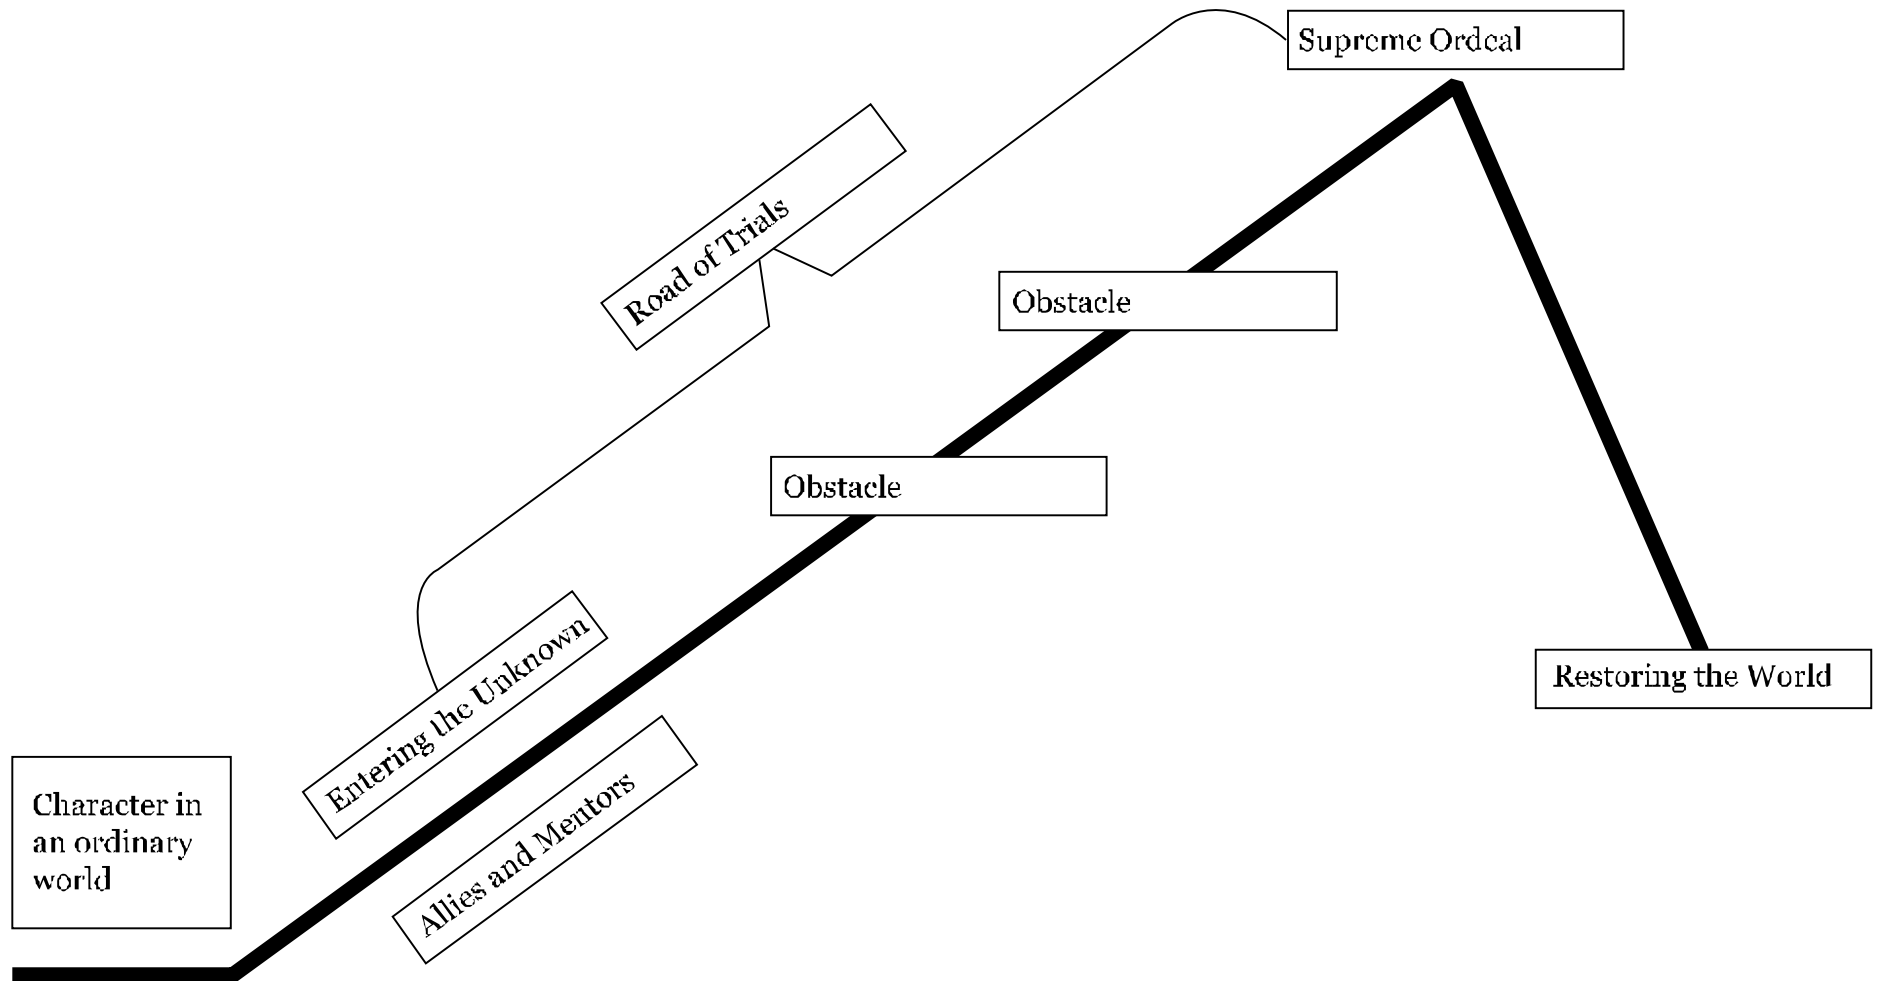 Supreme Ordeal
Road of Trials
Obstacle
Obstacle
Entering the Unknown
Restoring the World
Allies and Mentors
Character in
an ordinary
world